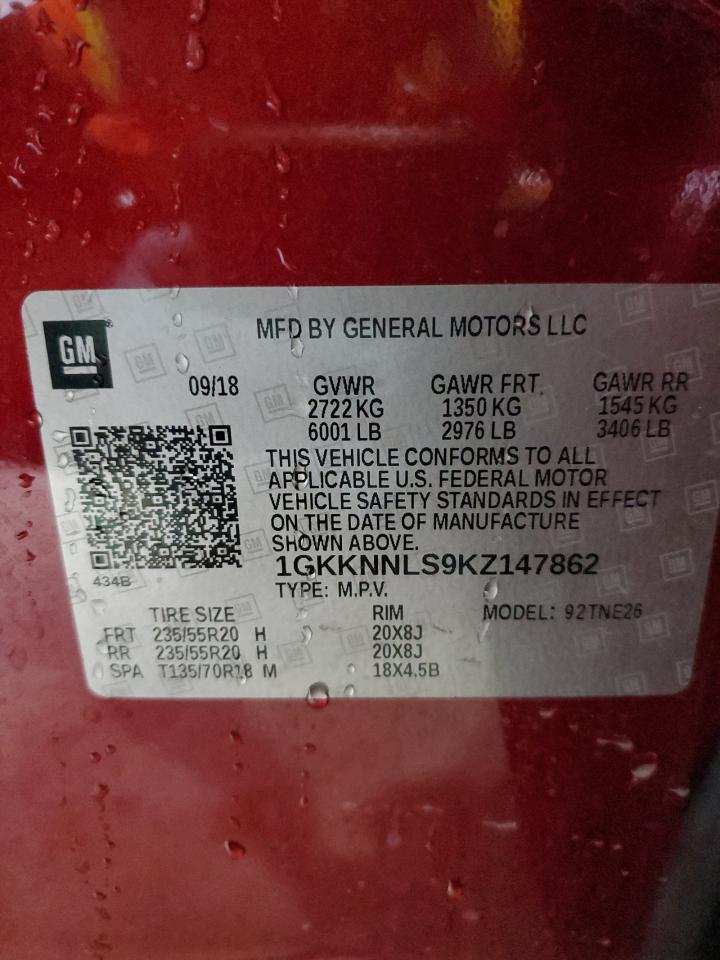 GM
MFD BY GENERAL MOTORS LLC
09/18 GVWR GAWR FRT GAWR RR
2722 KG 1350 KG 1545 KG
6001 LB 2976 LB 3406 LB
THIS VEHICLE CONFORMS TO ALL
APPLICABLE U.S. FEDERAL MOTOR
VEHICLE SAFETY STANDARDS IN EFFECT
ON THE DATE OF MANUFACTURE
SHOWN ABOVE.
1GKKNNLS9KZ147862
434B
TYPE: M.P.V.
TIRE SIZE RIM MODEL: 92TNE26
FRT 235/55R20 H 20X8J
RR 235/55R20 H 20X8J
SPA T135/70R18 M 18X4.5B